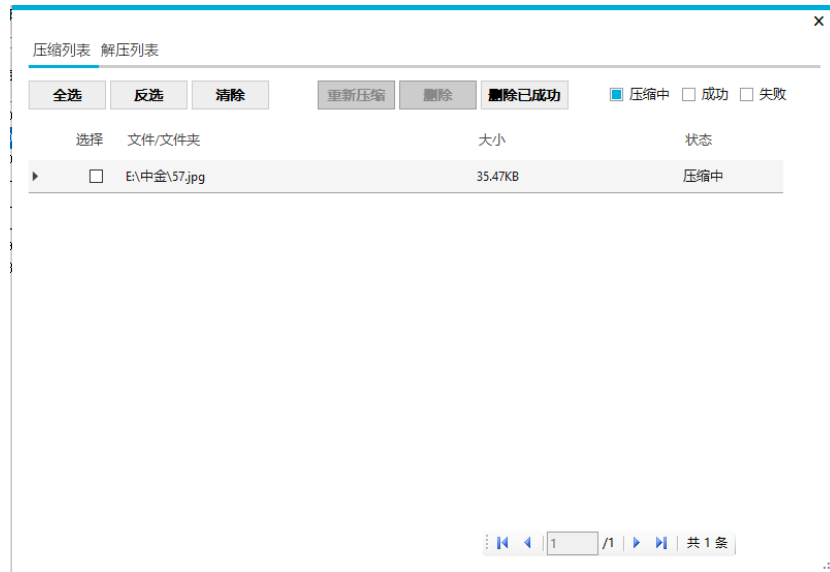 压缩列表 解压列表
全选 反选 清除 重新压缩 删除 删除已成功 压缩中 成功 失败
选择 文件/文件夹 大小 状态
E:\中金\57.jpg 35.47KB 压缩中
1 /1 共 1 条